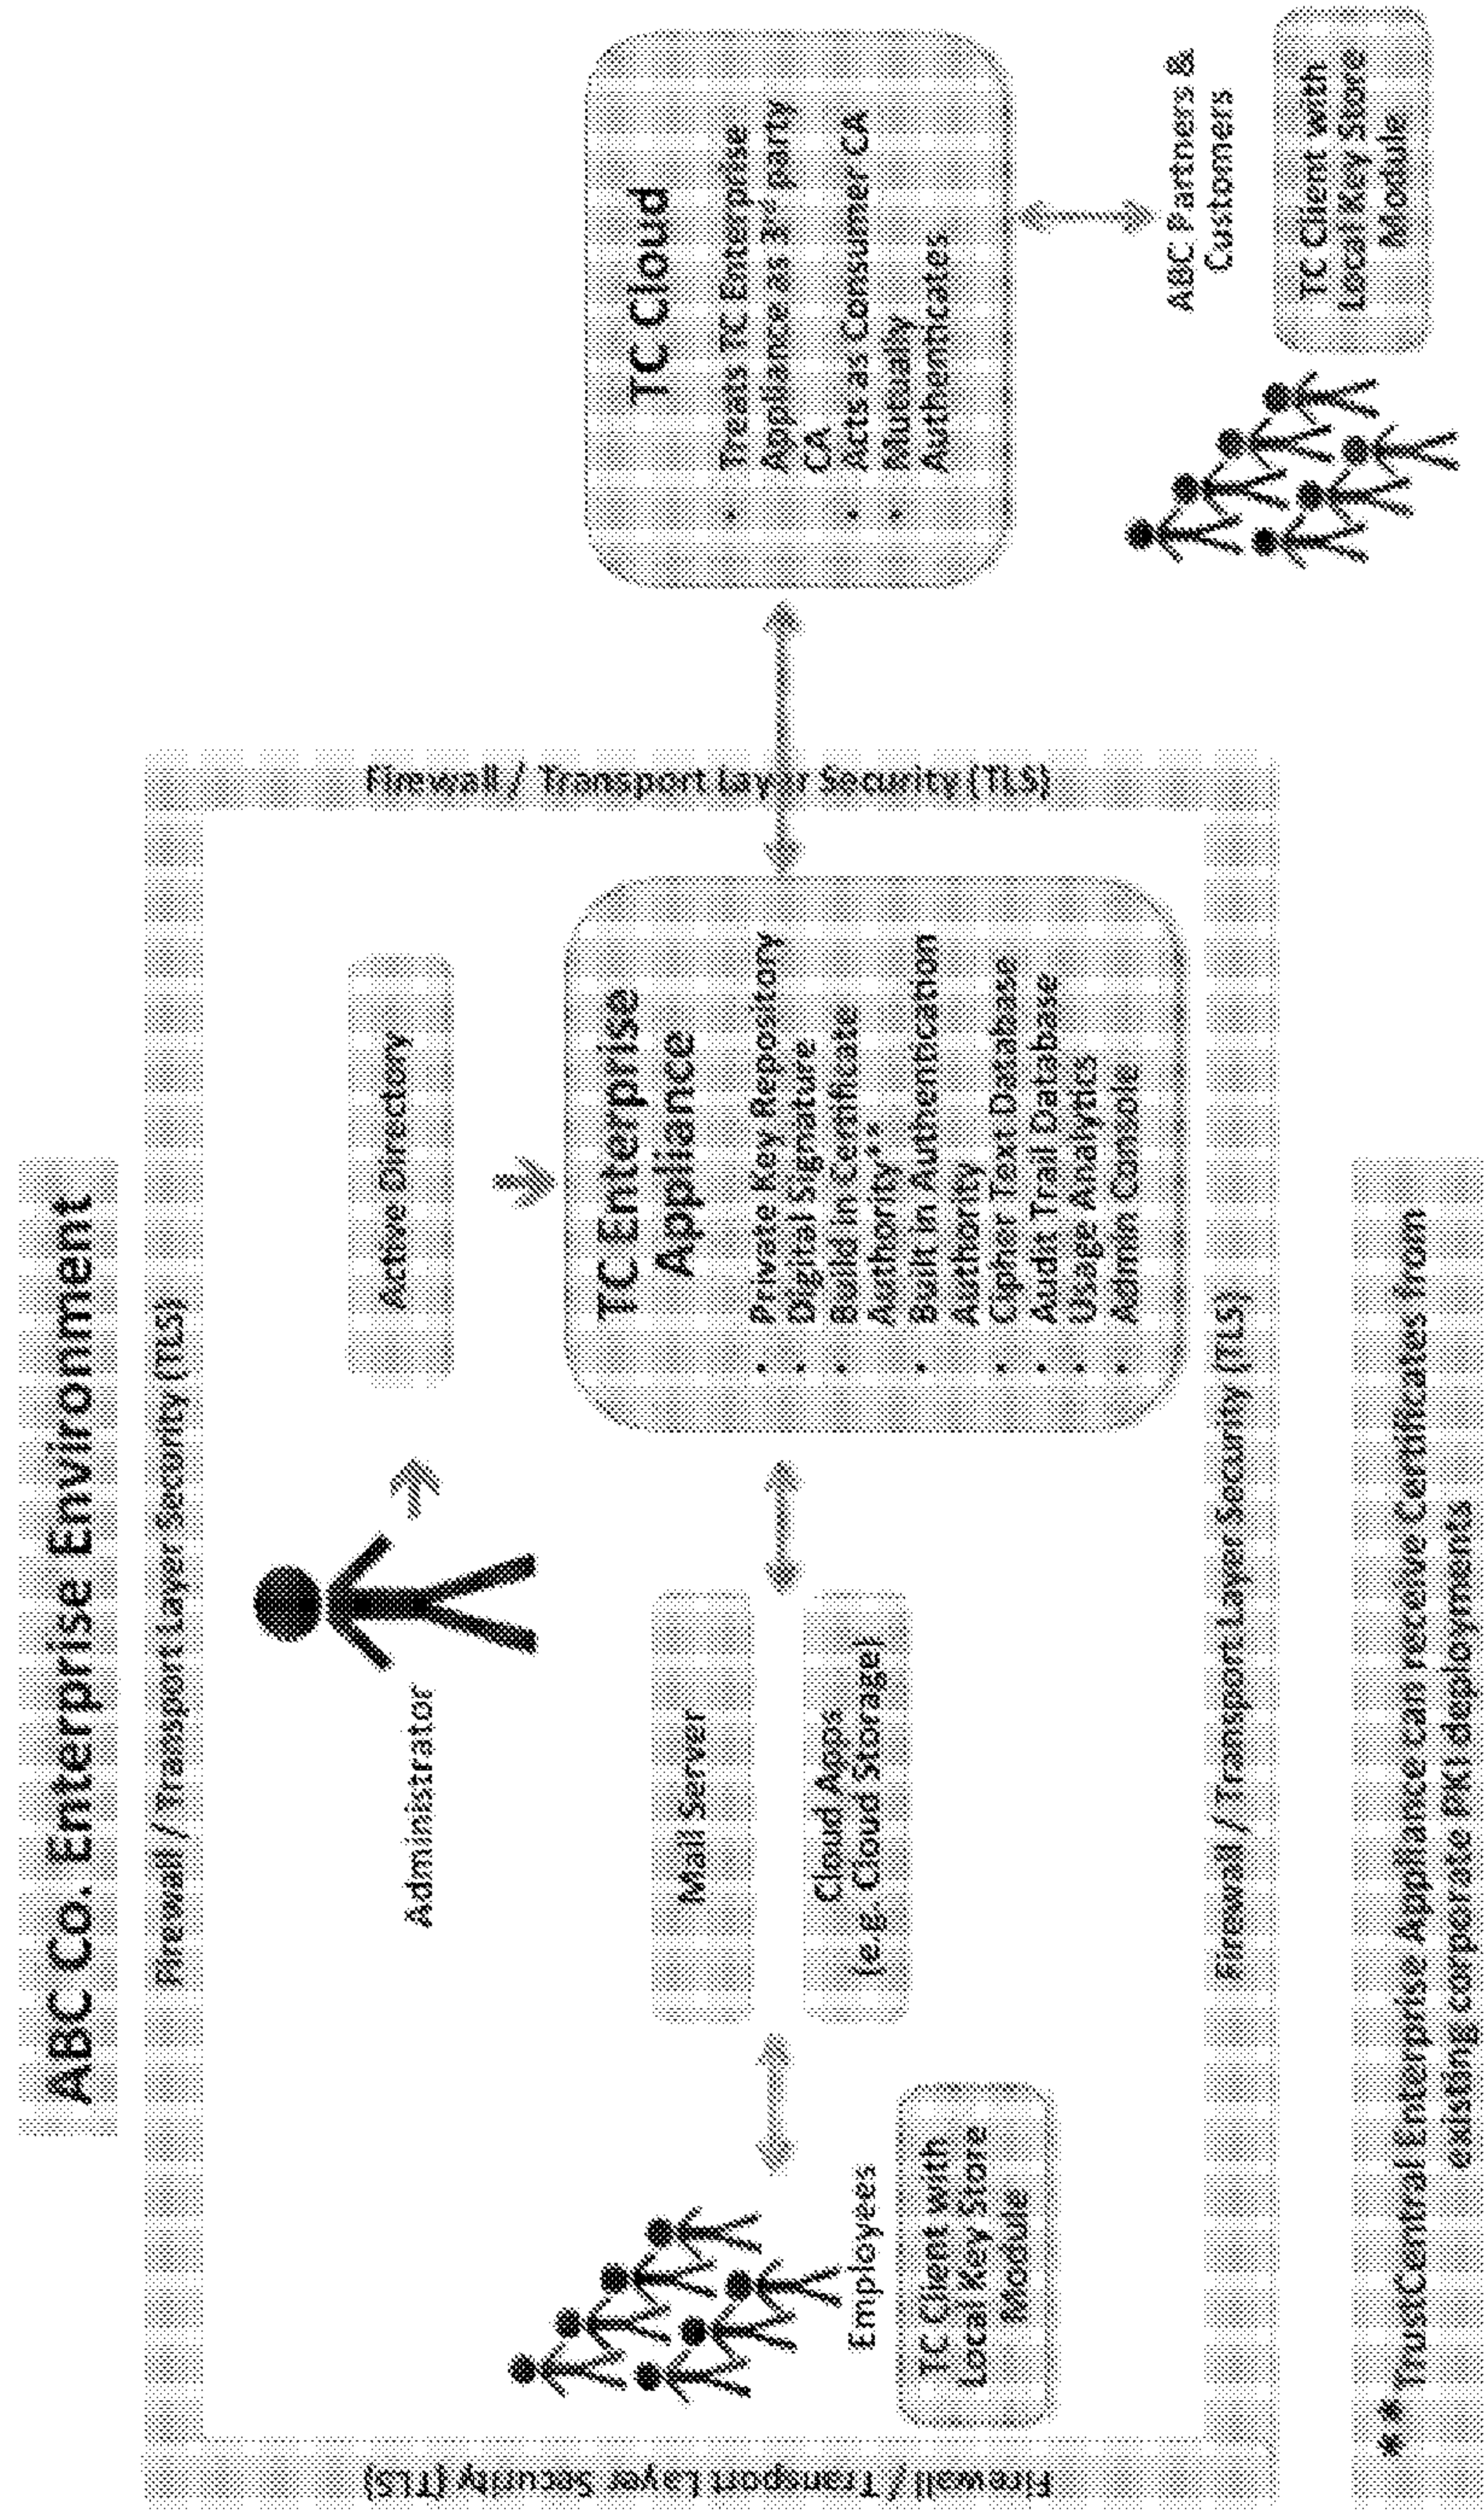 ABC Co. Enterprise Environment
Firewall / Transport Layer Security (TLS)
Firewall / Transport Layer Security (TLS)
Administrator
Active Directory
Mail Server
Cloud Apps
(e.g. Cloud Storage)
Employees
TC Client with
Local Key Store
Module
TC Enterprise
Appliance
• Private Key Repository
• Digital Signature
• Build in Certificate
Authority**
• Built in Authentication
Authority
• Cipher Text Database
• Audit Trail Database
• Usage Analytics
• Admin Console
Firewall / Transport Layer Security (TLS)
Firewall / Transport Layer Security (TLS)
TC Cloud
• Treats TC Enterprise
Appliance as 3rd party
CA
• Acts as Consumer CA
• Mutually
Authenticates
ABC Partners &
Customers
TC Client with
Local Key Store
Module
** TrustCentral Enterprise Appliance can receive Certificates from
existing corporate PKI deployments